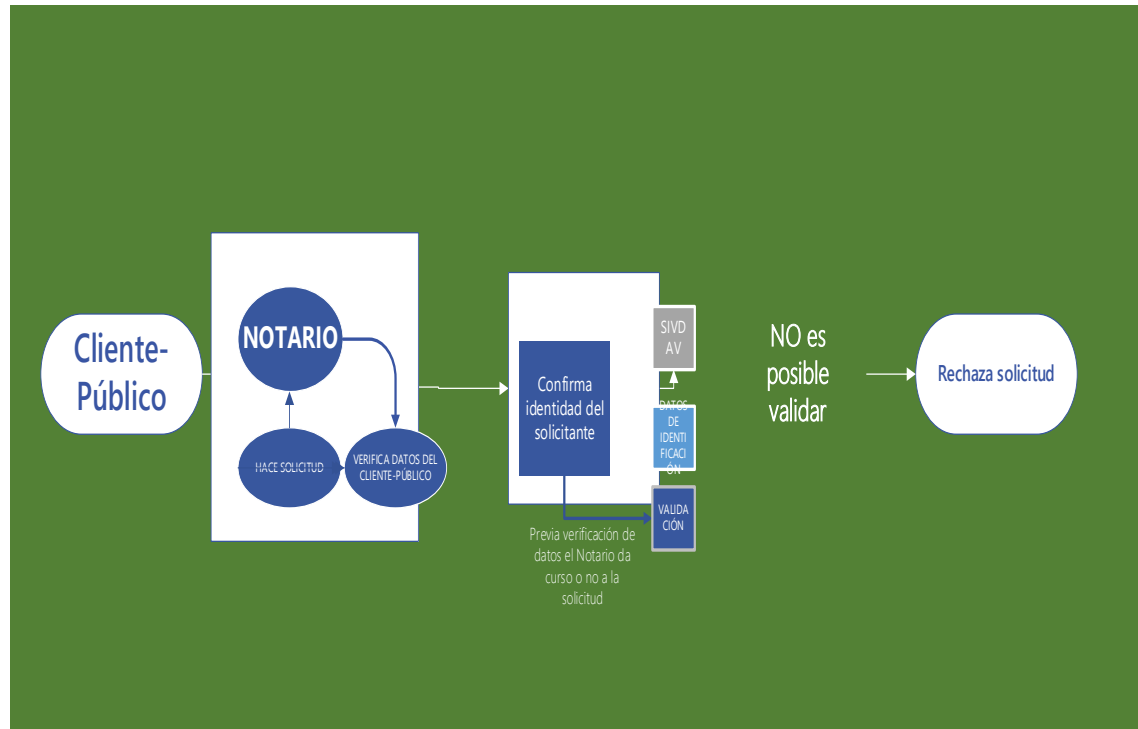 Cliente-
Público
NOTARIO
HACE SOLICITUD
VERIFICA DATOS DEL
CLIENTE-PÚBLICO
Confirma
identidad del
solicitante
SIVD
AV
DATOS
DE
IDENTI
FICACI
ÓN
VALIDA
CIÓN
Previa verificación de
datos el Notario da
curso o no a la
solicitud
NO es
posible
validar
Rechaza solicitud